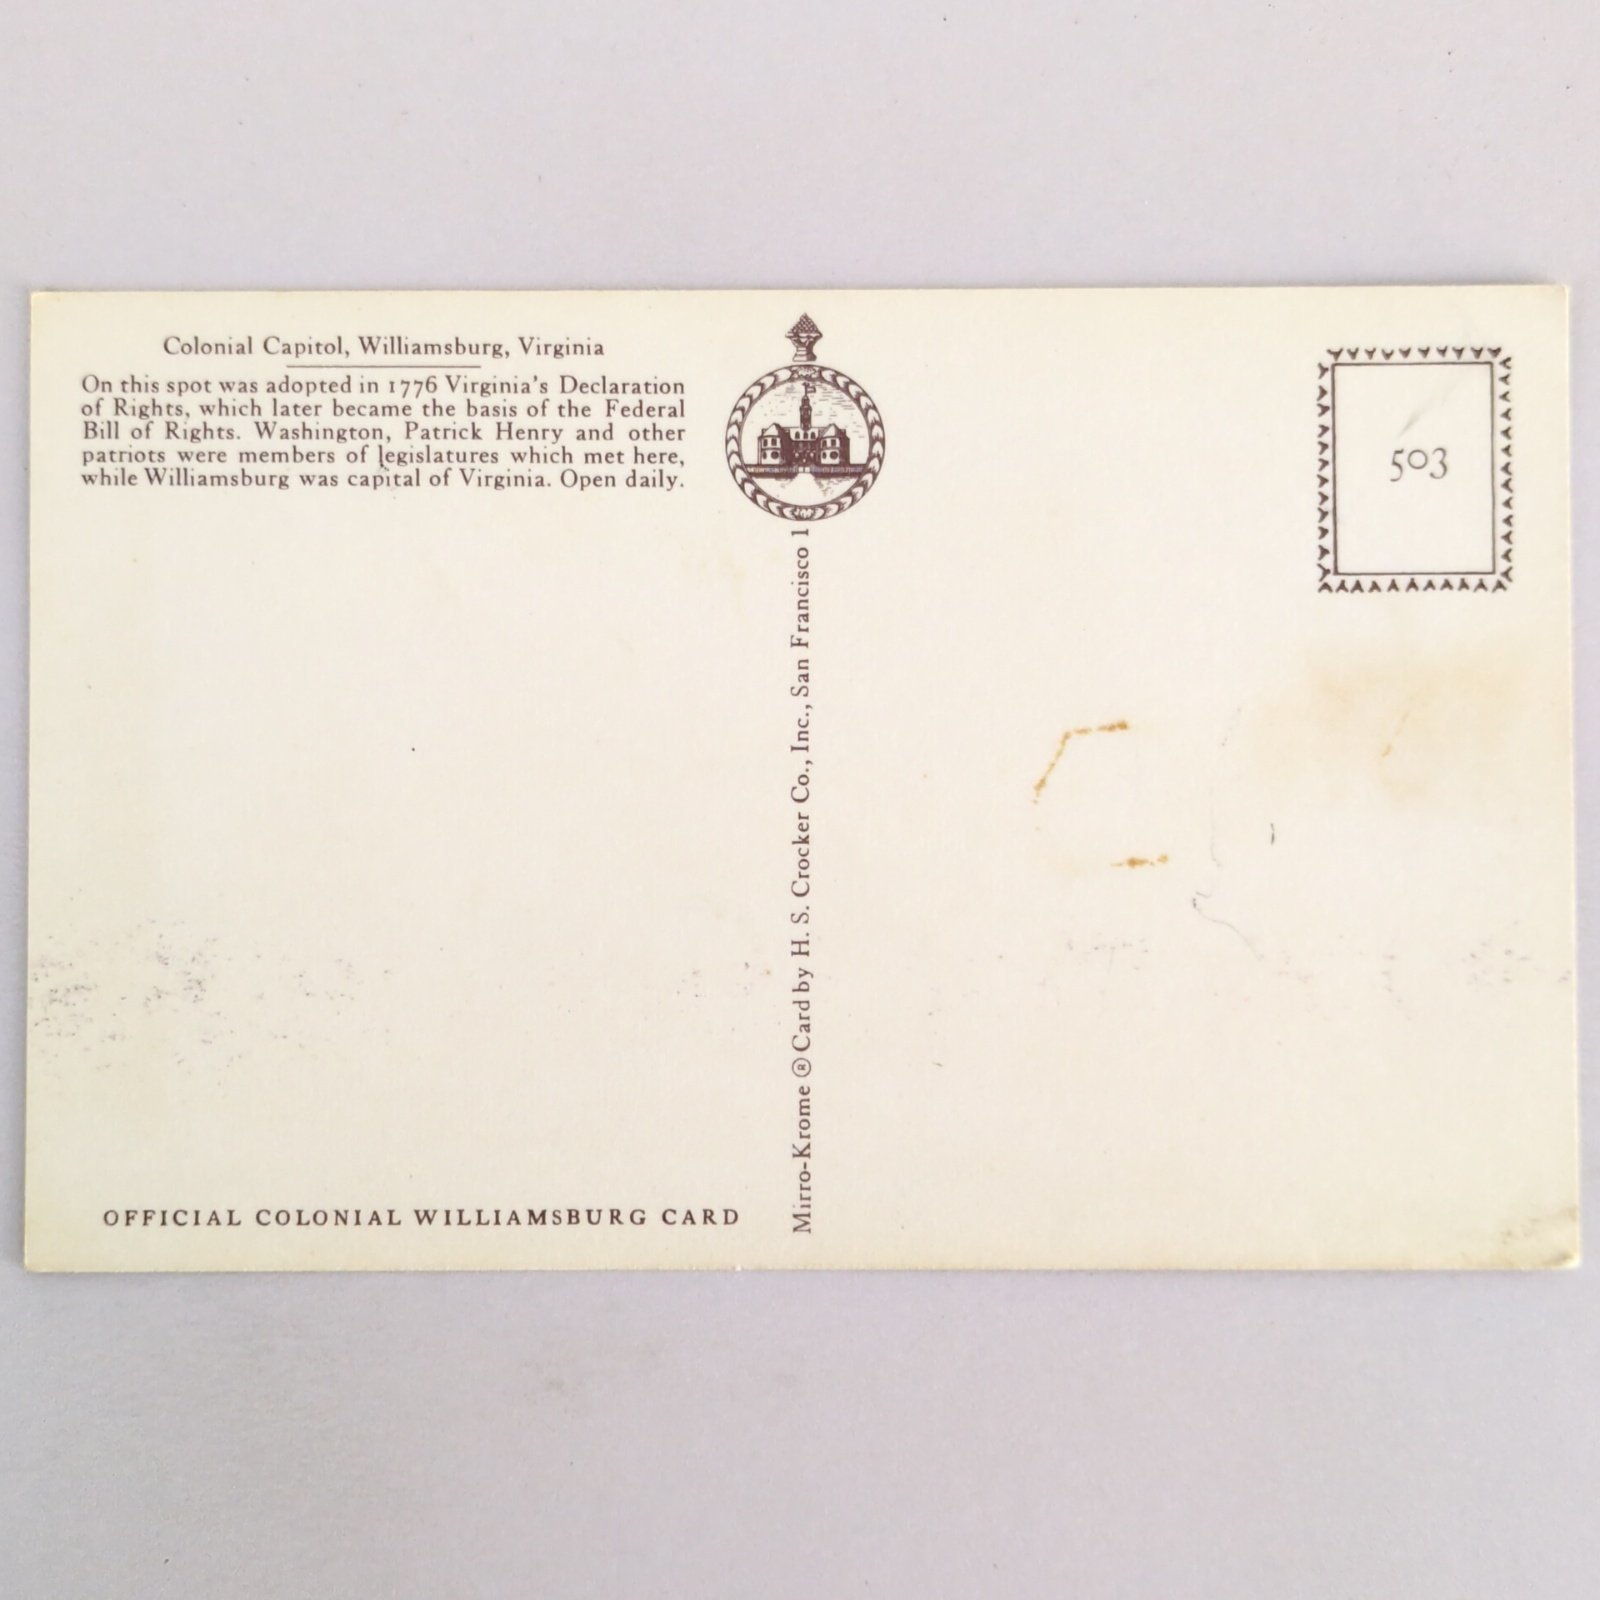 Colonial Capitol, Williamsburg, Virginia
On this spot was adopted in 1776 Virginia's Declaration
of Rights, which later became the basis of the Federal
Bill of Rights. Washington, Patrick Henry and other
patriots were members of legislatures which met here,
while Williamsburg was capital of Virginia. Open daily.
503
Mirro-Krome ® Card by H. S. Crocker Co., Inc., San Francisco 1
OFFICIAL COLONIAL WILLIAMSBURG CARD